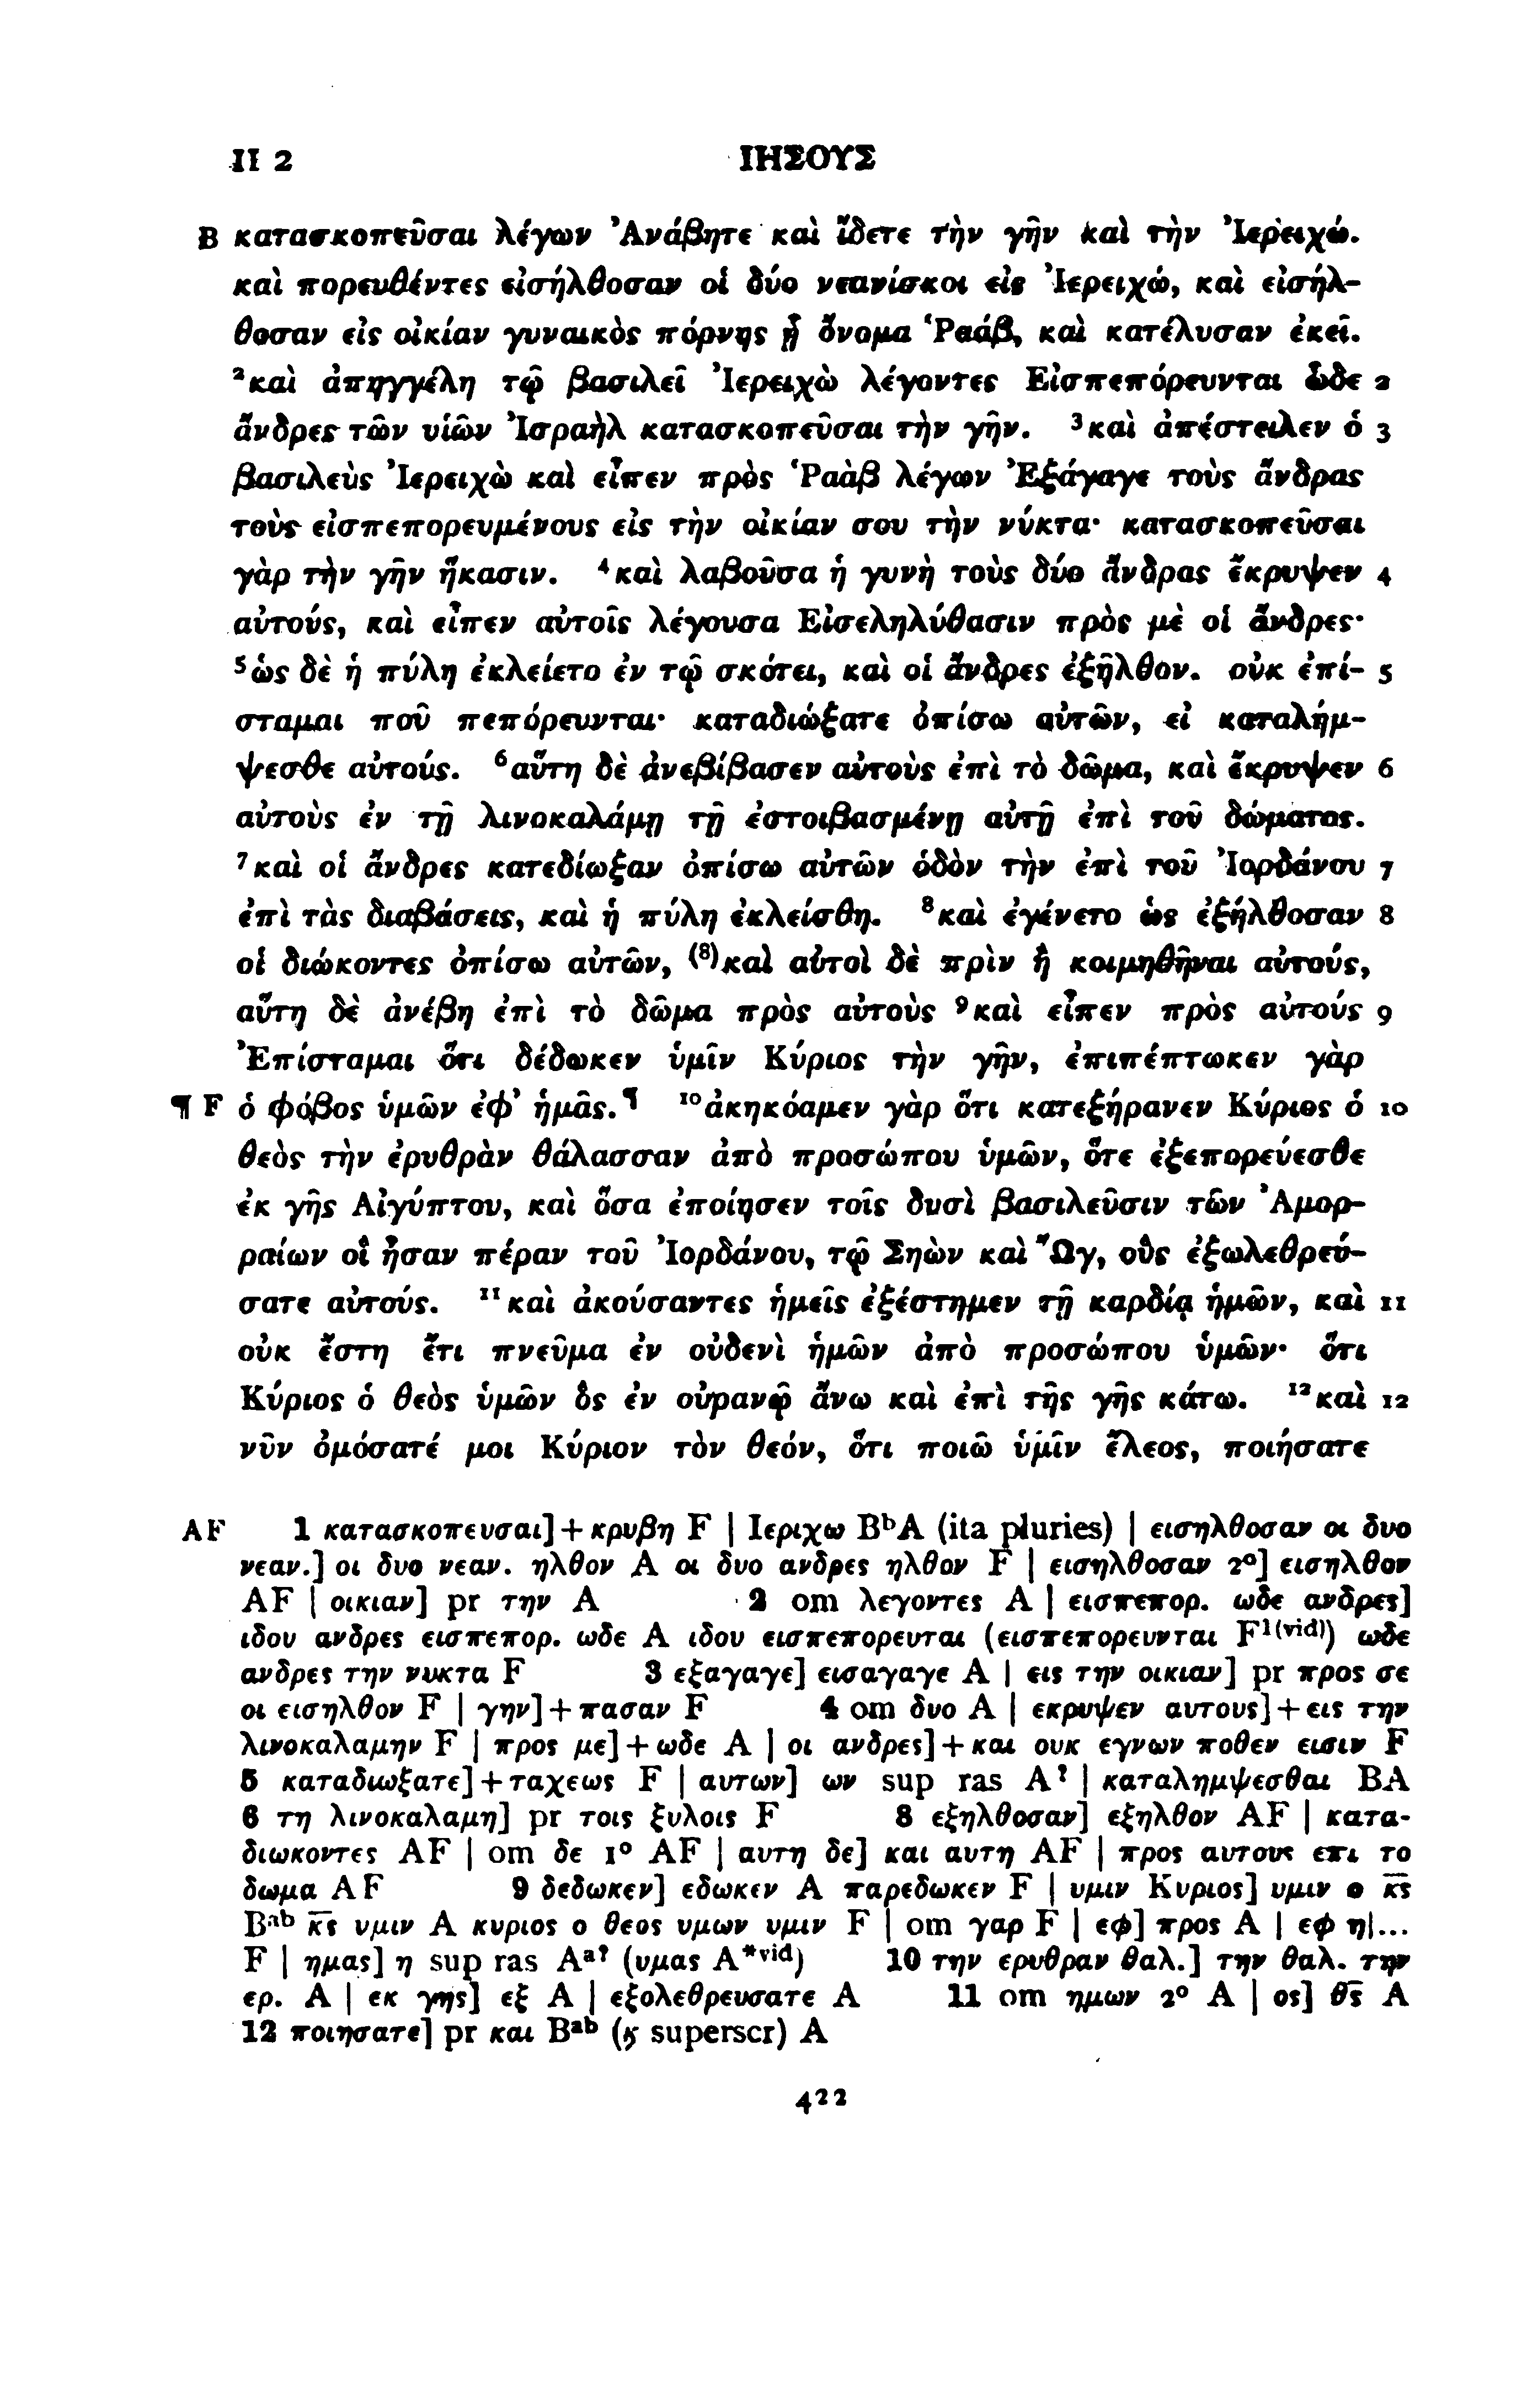 II 2 ΙΗΣΟΥΣ
B κατασκοπεῦσαι λέγων Ἀνάβητε καὶ ἴδετε τὴν γῆν καὶ τὴν Ἰερειχώ.
καὶ πορευθέντες εἰσήλθοσαν οἱ δύο νεανίσκοι εἰς Ἰερειχώ, καὶ εἰσήλ-
θοσαν εἰς οἰκίαν γυναικὸς πόρνης ᾗ ὄνομα Ῥαάβ, καὶ κατέλυσαν ἐκεῖ.
²καὶ ἀπηγγέλη τῷ βασιλεῖ Ἰερειχὼ λέγοντες Εἰσπεπόρευνται ὧδε 2
ἄνδρες τῶν υἱῶν Ἰσραὴλ κατασκοπεῦσαι τὴν γῆν. ³καὶ ἀπέστειλεν ὁ 3
βασιλεὺς Ἰερειχὼ καὶ εἶπεν πρὸς Ῥαὰβ λέγων Ἐξάγαγε τοὺς ἄνδρας
τοὺς εἰσπεπορευμένους εἰς τὴν οἰκίαν σου τὴν νύκτα· κατασκοπεῦσαι
γὰρ τὴν γῆν ἥκασιν. ⁴καὶ λαβοῦσα ἡ γυνὴ τοὺς δύο ἄνδρας ἔκρυψεν 4
αὐτούς, καὶ εἶπεν αὐτοῖς λέγουσα Εἰσεληλύθασιν πρὸς μὲ οἱ ἄνδρες·
⁵ὡς δὲ ἡ πύλη ἐκλείετο ἐν τῷ σκότει, καὶ οἱ ἄνδρες ἐξῆλθον. οὐκ ἐπί- 5
σταμαι ποῦ πεπόρευνται· καταδιώξατε ὀπίσω αὐτῶν, εἰ καταλήμ-
ψεσθε αὐτούς. ⁶αὕτη δὲ ἀνεβίβασεν αὐτοὺς ἐπὶ τὸ δῶμα, καὶ ἔκρυψεν 6
αὐτοὺς ἐν τῇ λινοκαλάμῃ τῇ ἐστοιβασμένῃ αὐτῇ ἐπὶ τοῦ δώματος.
⁷καὶ οἱ ἄνδρες κατεδίωξαν ὀπίσω αὐτῶν ὁδὸν τὴν ἐπὶ τοῦ Ἰορδάνου 7
ἐπὶ τὰς διαβάσεις, καὶ ἡ πύλη ἐκλείσθη. ⁸καὶ ἐγένετο ὡς ἐξήλθοσαν 8
οἱ διώκοντες ὀπίσω αὐτῶν, ⁽⁸⁾καὶ αὐτοὶ δὲ πρὶν ἢ κοιμηθῆναι αὐτούς,
αὕτη δὲ ἀνέβη ἐπὶ τὸ δῶμα πρὸς αὐτοὺς ⁹καὶ εἶπεν πρὸς αὐτούς 9
Ἐπίσταμαι ὅτι δέδωκεν ὑμῖν Κύριος τὴν γῆν, ἐπιπέπτωκεν γὰρ
¶ F ὁ φόβος ὑμῶν ἐφ’ ἡμᾶς.¶ ¹⁰ἀκηκόαμεν γὰρ ὅτι κατεξήρανεν Κύριος ὁ 10
θεὸς τὴν ἐρυθρὰν θάλασσαν ἀπὸ προσώπου ὑμῶν, ὅτε ἐξεπορεύεσθε
ἐκ γῆς Αἰγύπτου, καὶ ὅσα ἐποίησεν τοῖς δυσὶ βασιλεῦσιν τῶν Ἀμορ-
ραίων οἳ ἦσαν πέραν τοῦ Ἰορδάνου, τῷ Σηὼν καὶ Ὤγ, οὓς ἐξωλεθρεύ-
σατε αὐτούς. ¹¹καὶ ἀκούσαντες ἡμεῖς ἐξέστημεν τῇ καρδίᾳ ἡμῶν, καὶ 11
οὐκ ἔστη ἔτι πνεῦμα ἐν οὐδενὶ ἡμῶν ἀπὸ προσώπου ὑμῶν· ὅτι
Κύριος ὁ θεὸς ὑμῶν ὃς ἐν οὐρανῷ ἄνω καὶ ἐπὶ τῆς γῆς κάτω. ¹²καὶ 12
νῦν ὀμόσατέ μοι Κύριον τὸν θεόν, ὅτι ποιῶ ὑμῖν ἔλεος, ποιήσατε
AF 1 κατασκοπευσαι]+κρυβη F | Ιεριχω BᵇA (ita pluries) | εισηλθοσαν οι δυο
νεαν.] οι δυο νεαν. ηλθον A οι δυο ανδρες ηλθον F | εισηλθοσαν 2°] εισηλθον
AF | οικιαν] pr την A 2 om λεγοντες A | εισπεπορ. ωδε ανδρες]
ιδου ανδρες εισπεπορ. ωδε A ιδου εισπεπορευται (εισπεπορευνται F¹⁽ᵛⁱᵈ⁾) ωδε
ανδρες την νυκτα F 3 εξαγαγε] εισαγαγε A | εις την οικιαν] pr προς σε
οι εισηλθον F | γην]+πασαν F 4 om δυο A | εκρυψεν αυτους]+εις την
λινοκαλαμην F | προς με]+ωδε A | οι ανδρες]+και ουκ εγνων ποθεν εισιν F
5 καταδιωξατε]+ταχεως F | αυτων] ων sup ras A? | καταλημψεσθαι BA
6 τη λινοκαλαμη] pr τοις ξυλοις F 8 εξηλθοσαν] εξηλθον AF | κατα-
διωκοντες AF | om δε 1° AF | αυτη δε] και αυτη AF | προς αυτους επι το
δωμα AF 9 δεδωκεν] εδωκεν A παρεδωκεν F | υμιν Κυριος] υμιν ο κ̅ς̅
Bᵃᵇ κ̅ς̅ υμιν A κυριος ο θεος υμων υμιν F | om γαρ F | εφ] προς A | εφ η|...
F | ημας] η sup ras Aᵃ? (υμας A*ᵛⁱᵈ) 10 την ερυθραν θαλ.] την θαλ. την
ερ. A | εκ γης] εξ A | εξολεθρευσατε A 11 om ημων 2° A | ος] θ̅ς̅ A
12 ποιησατε] pr και Bᵃᵇ (ϗ superscr) A
422